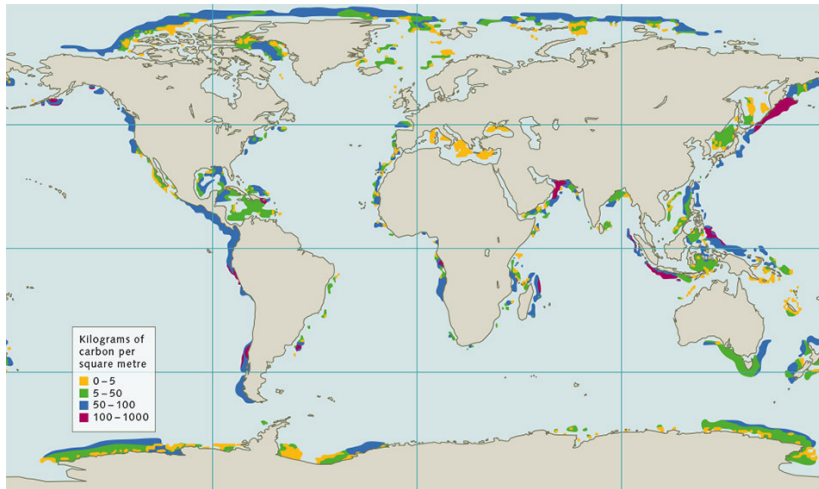 Kilograms of
carbon per
square metre
0 – 5
5 – 50
50 – 100
100 – 1000